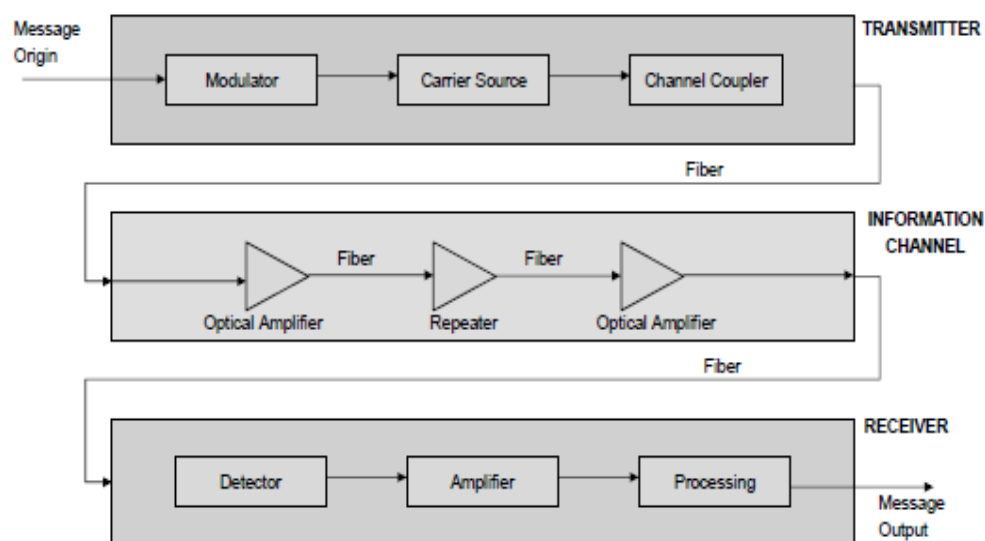 Message
Origin
TRANSMITTER
Modulator
Carrier Source
Channel Coupler
Fiber
INFORMATION
CHANNEL
Fiber
Fiber
Optical Amplifier
Repeater
Optical Amplifier
Fiber
RECEIVER
Detector
Amplifier
Processing
Message
Output